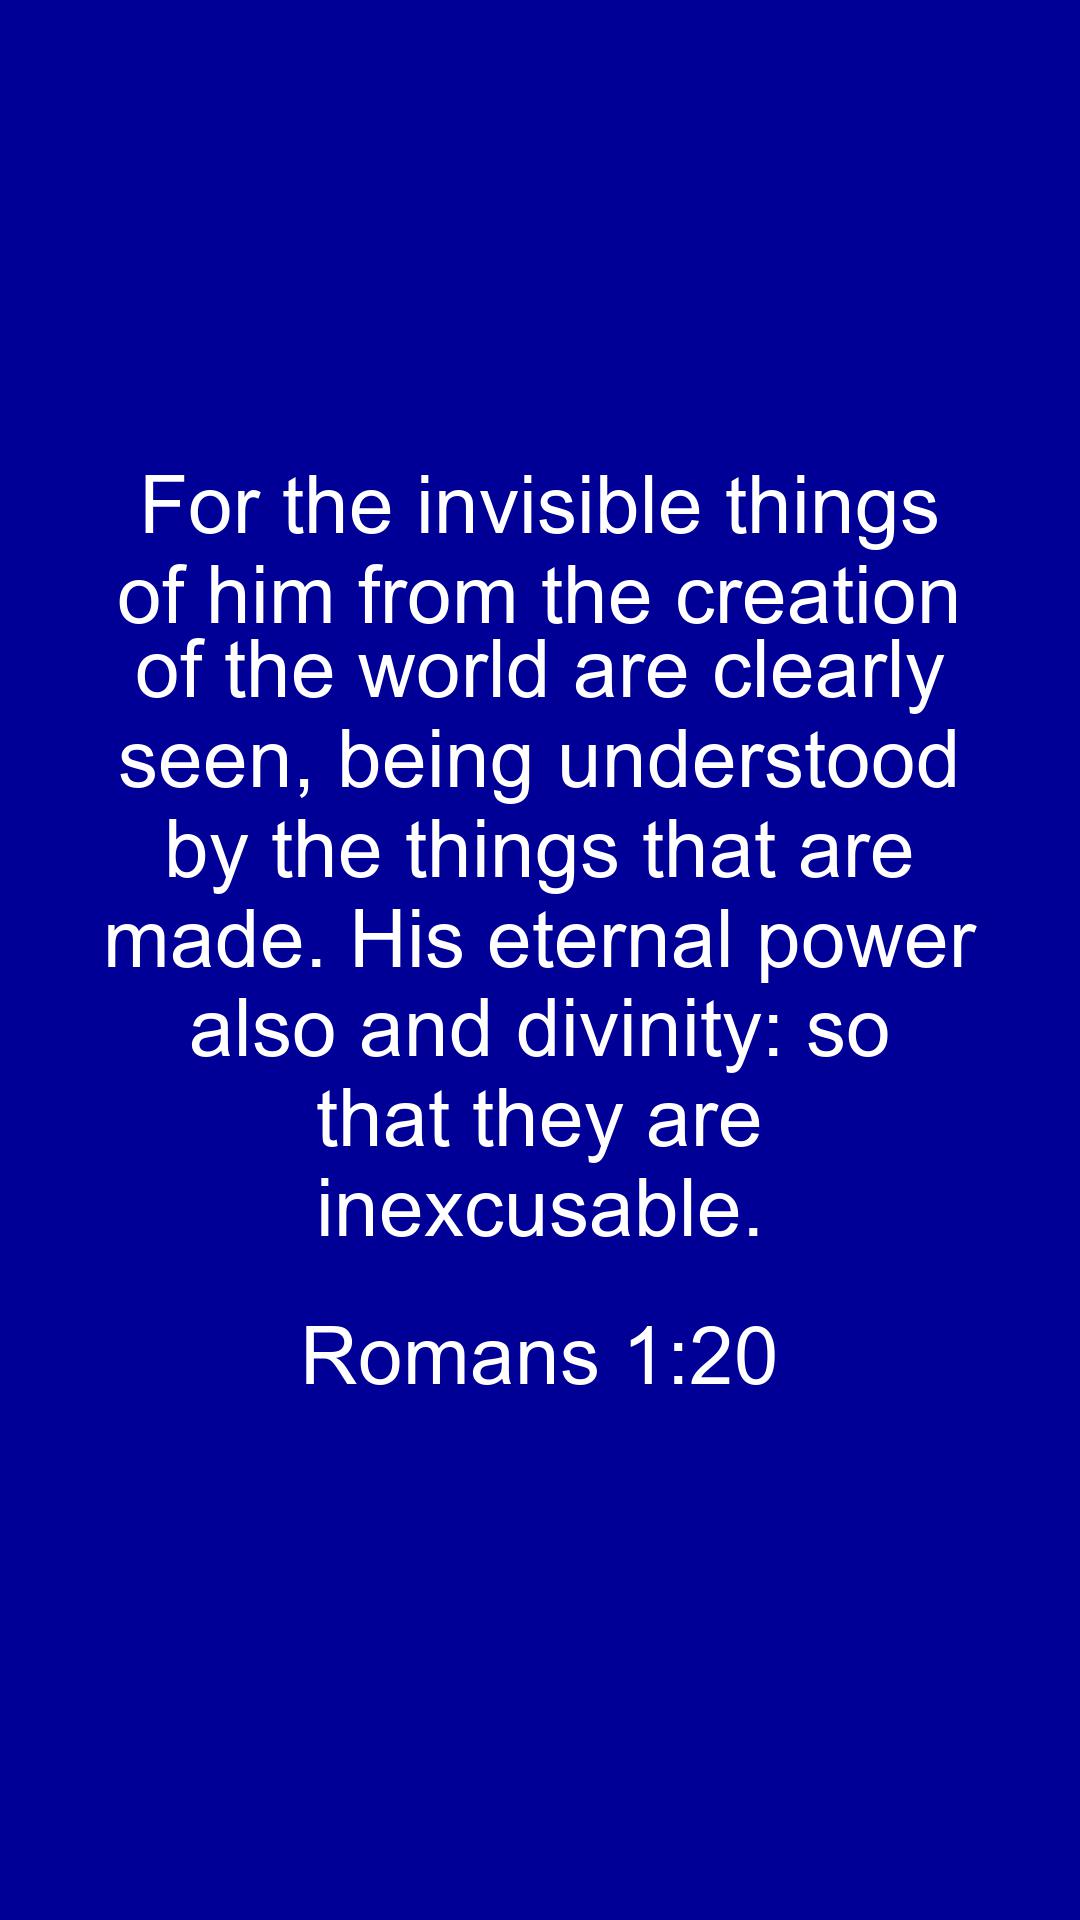 For the invisible things
of him from the creation
of the world are clearly
seen, being understood
by the things that are
made. His eternal power
also and divinity: so
that they are
inexcusable.
Romans 1:20